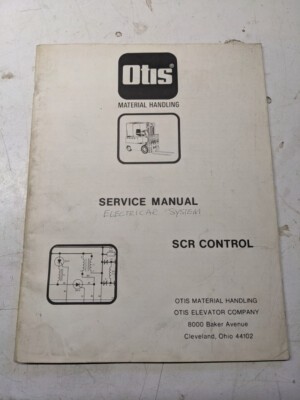 Otis
MATERIAL HANDLING
SERVICE MANUAL
ELECTRICAR SYSTEM
SCR CONTROL
OTIS MATERIAL HANDLING
OTIS ELEVATOR COMPANY
8000 Baker Avenue
Cleveland, Ohio 44102